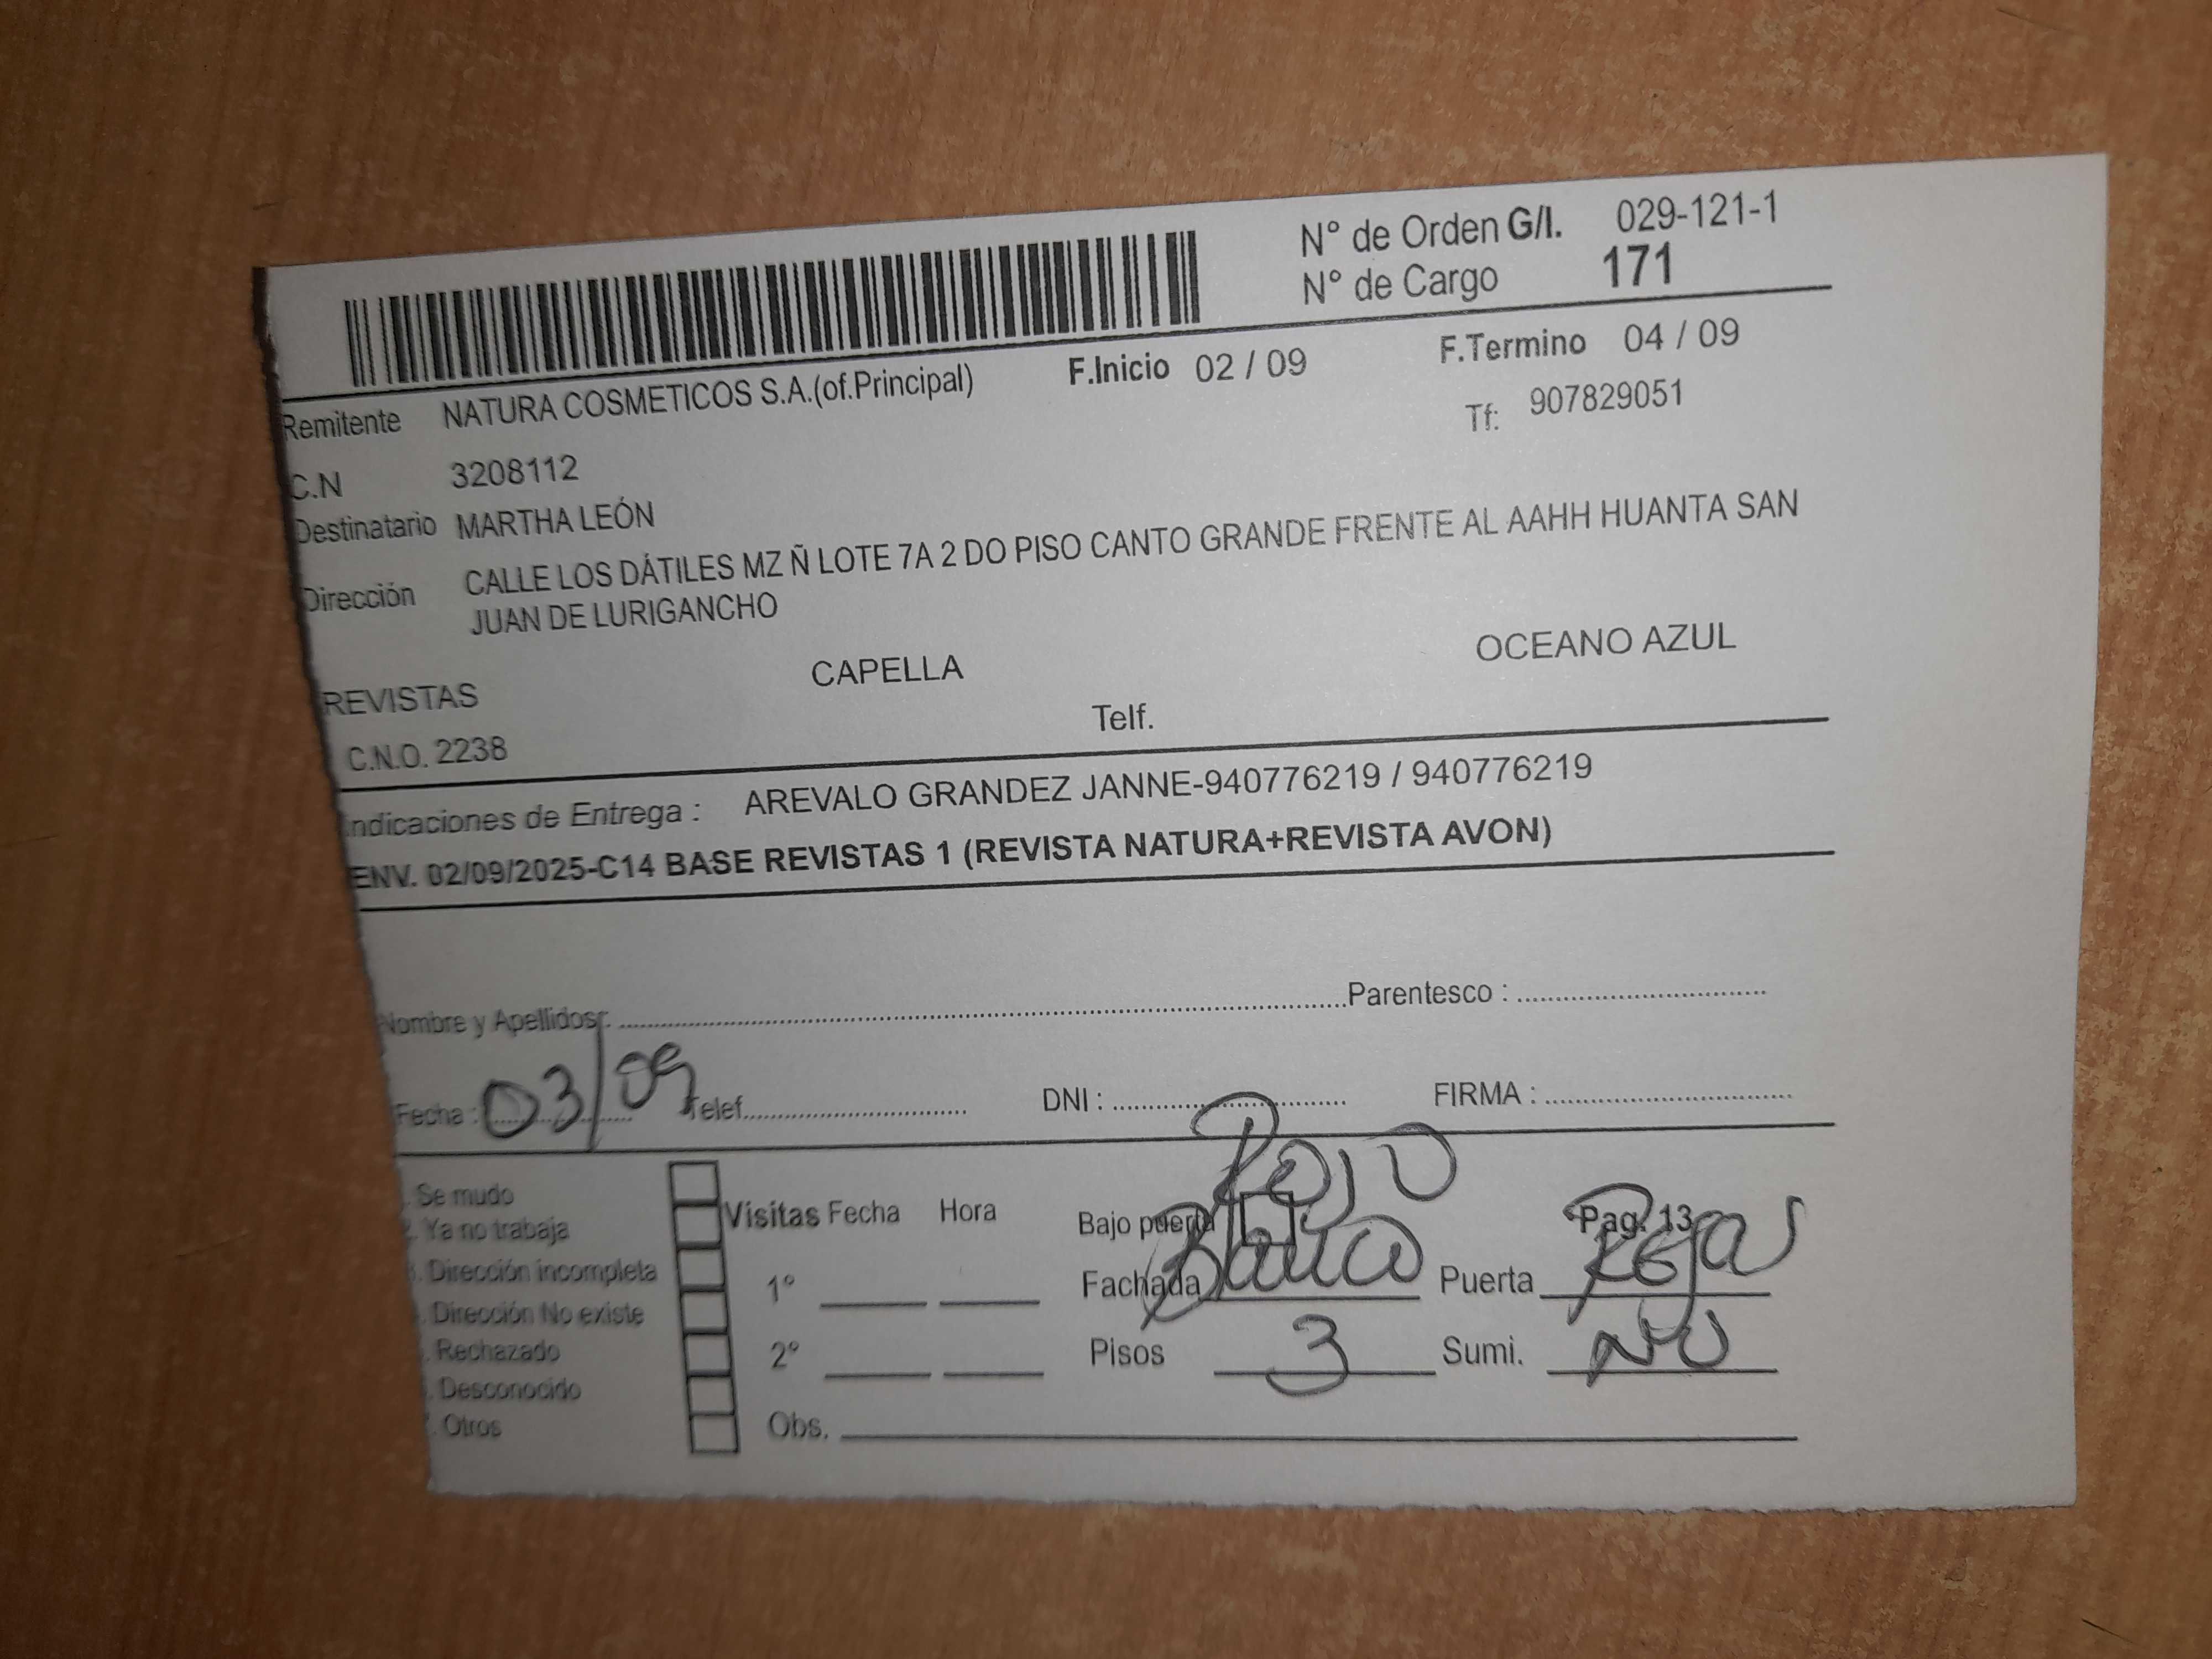 N° de Orden G/I. 029-121-1
N° de Cargo 171
F.Inicio 02 / 09 F.Termino 04 / 09
Remitente NATURA COSMETICOS S.A.(of.Principal)
Tf: 907829051
C.N 3208112
Destinatario MARTHA LEÓN
Dirección CALLE LOS DÁTILES MZ Ñ LOTE 7A 2 DO PISO CANTO GRANDE FRENTE AL AAHH HUANTA SAN
JUAN DE LURIGANCHO
REVISTAS CAPELLA OCEANO AZUL
C.N.O. 2238 Telf.
Indicaciones de Entrega : AREVALO GRANDEZ JANNE-940776219 / 940776219
ENV. 02/09/2025-C14 BASE REVISTAS 1 (REVISTA NATURA+REVISTA AVON)
Nombre y Apellidos: Parentesco :
Fecha : 03/09 Telef. DNI : FIRMA :
Rojo
. Se mudo Visitas Fecha Hora Bajo puerta Pag. 13
2. Ya no trabaja
. Dirección incompleta 1° Fachada Blanco Puerta Rejas
. Dirección No existe
. Rechazado 2° Pisos 3 Sumi. NO
. Desconocido
. Otros Obs.